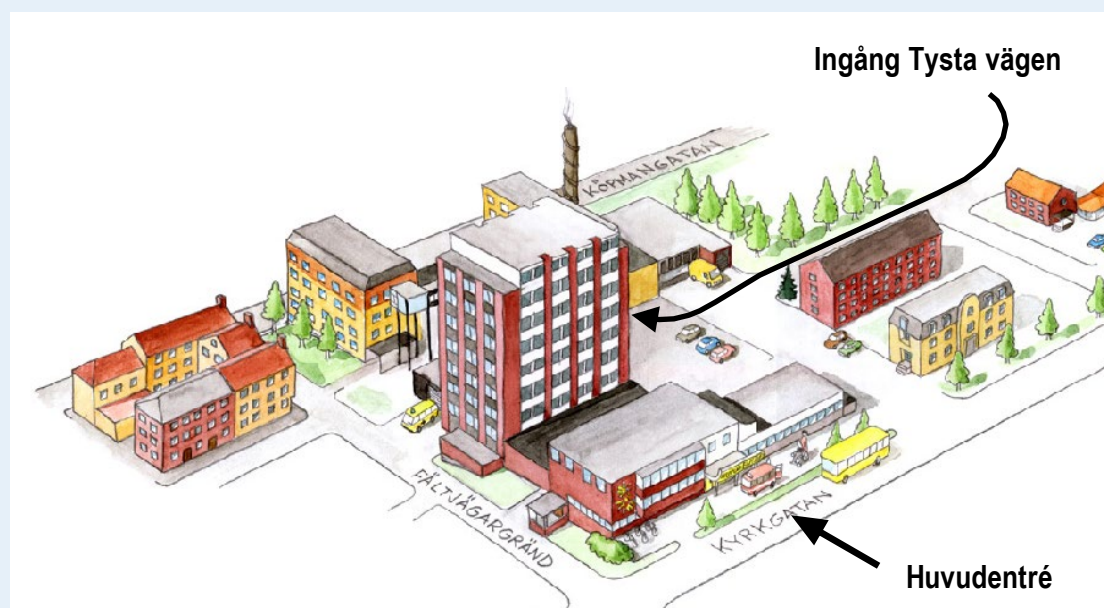 Ingång Tysta vägen
KÖPMANGATAN
FÄLTJÄGARGRÄND
KYRKGATAN
Huvudentré